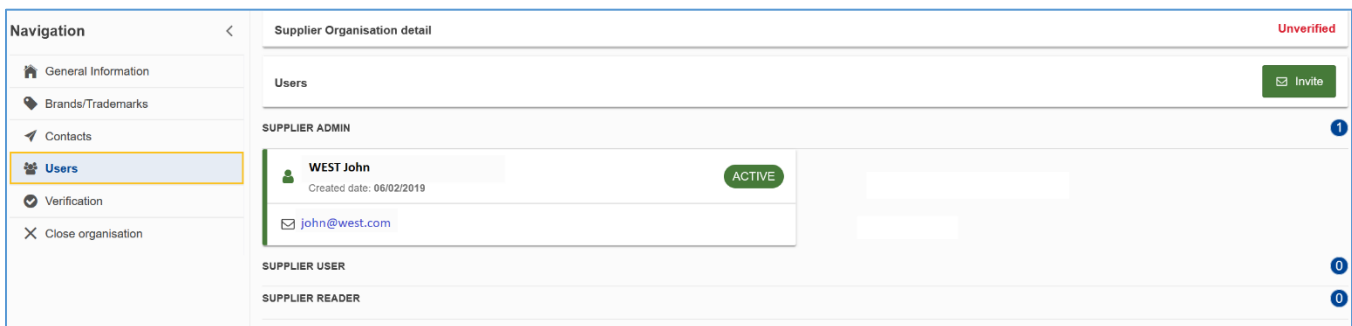 Navigation <
General Information
Brands/Trademarks
Contacts
Users
Verification
Close organisation
Supplier Organisation detail Unverified
Users Invite
SUPPLIER ADMIN 1
WEST John
Created date: 06/02/2019 ACTIVE
john@west.com
SUPPLIER USER 0
SUPPLIER READER 0